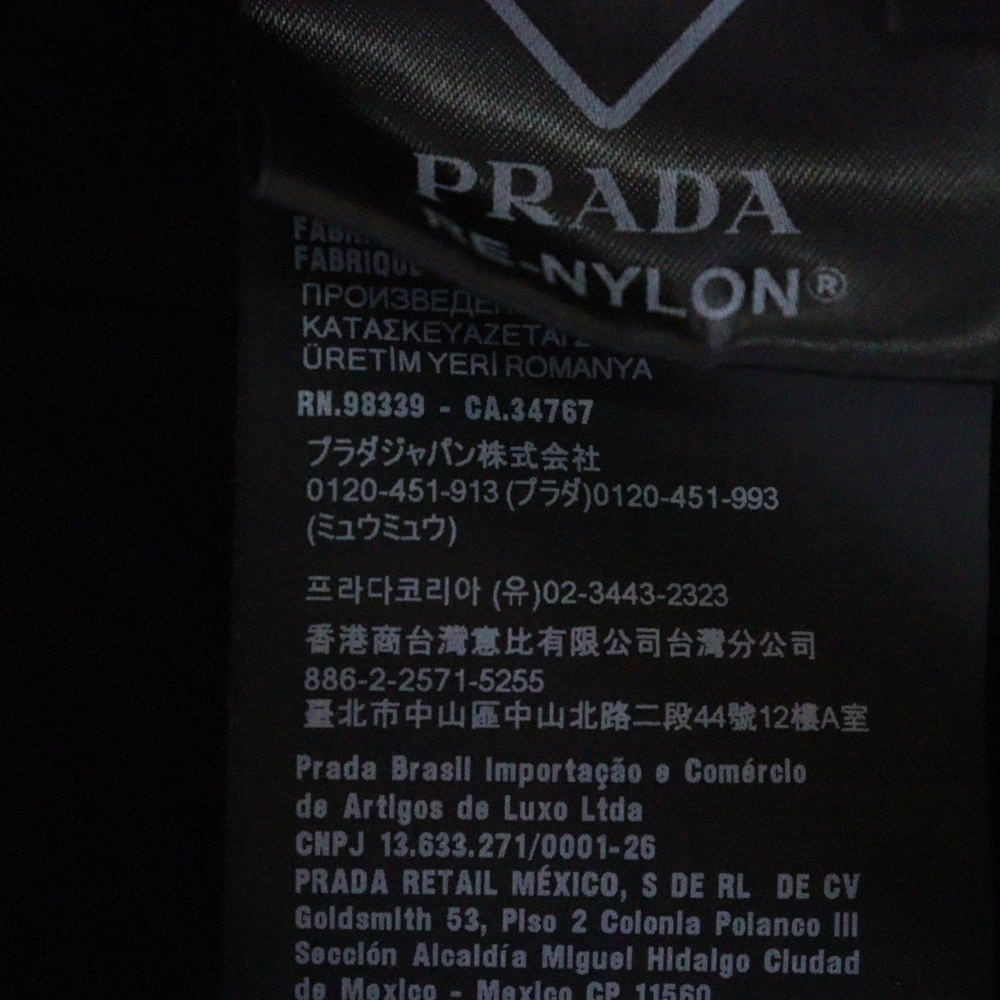 PRADA
RE-NYLON®
ÜRETİM YERİ ROMANYA
RN.98339 - CA.34767
プラダジャパン株式会社
0120-451-913 (プラダ)0120-451-993
(ミュウミュウ)
프라다코리아 (유)02-3443-2323
香港商台灣意比有限公司台灣分公司
886-2-2571-5255
臺北市中山區中山北路二段44號12樓A室
Prada Brasil Importação e Comércio
de Artigos de Luxo Ltda
CNPJ 13.633.271/0001-26
PRADA RETAIL MÉXICO, S DE RL DE CV
Goldsmith 53, Piso 2 Colonia Polanco III
Sección Alcaldía Miguel Hidalgo Ciudad
de Mexico - Mexico CP 11560